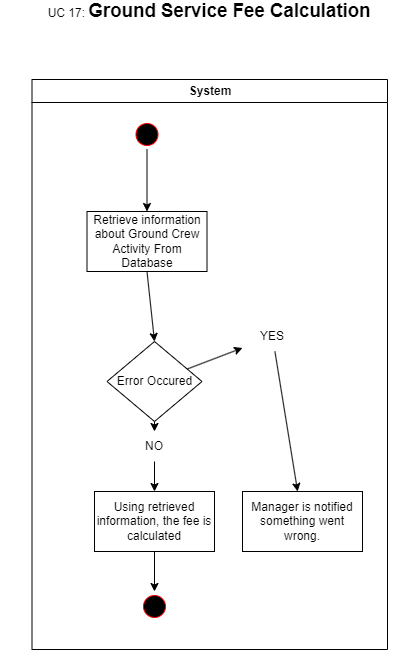 UC 17: Ground Service Fee Calculation
System
Retrieve information
about Ground Crew
Activity From
Database
YES
Error Occured
NO
Using retrieved
information, the fee is
calculated
Manager is notified
something went
wrong.